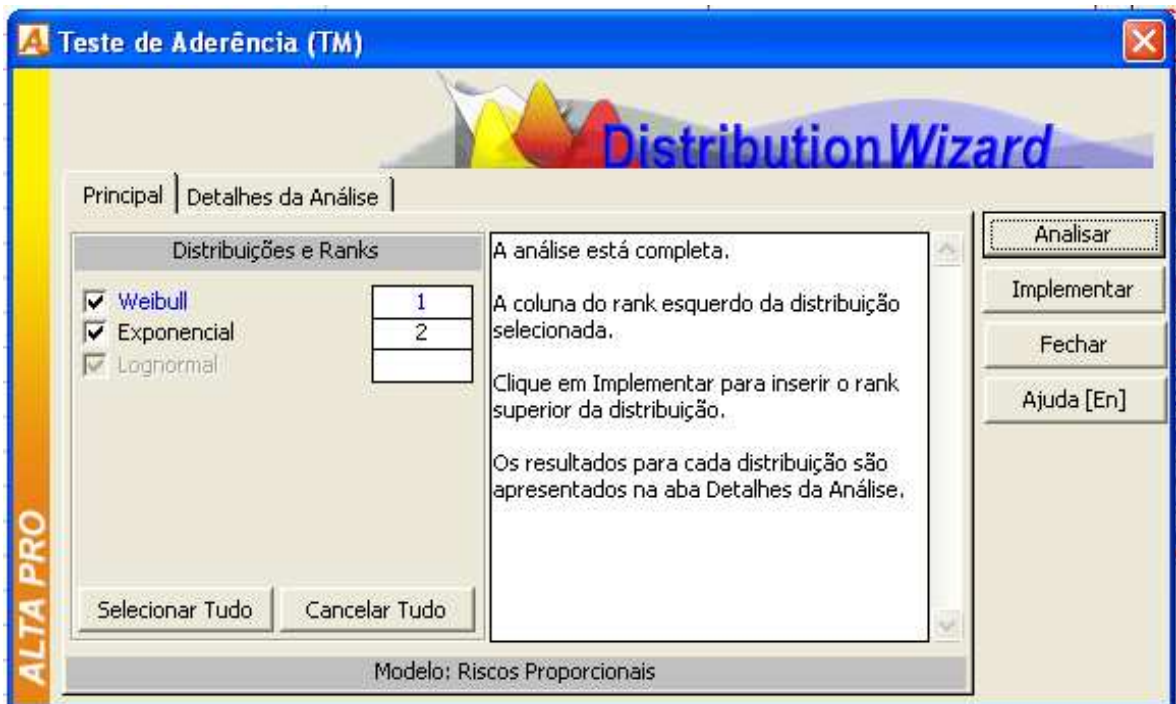 Teste de Aderência (TM)
DistributionWizard
Principal
Detalhes da Análise
Distribuições e Ranks
Weibull 1
Exponencial 2
Lognormal
Selecionar Tudo
Cancelar Tudo
A análise está completa.
A coluna do rank esquerdo da distribuição
selecionada.
Clique em Implementar para inserir o rank
superior da distribuição.
Os resultados para cada distribuição são
apresentados na aba Detalhes da Análise.
Analisar
Implementar
Fechar
Ajuda [En]
Modelo: Riscos Proporcionais
ALTA PRO